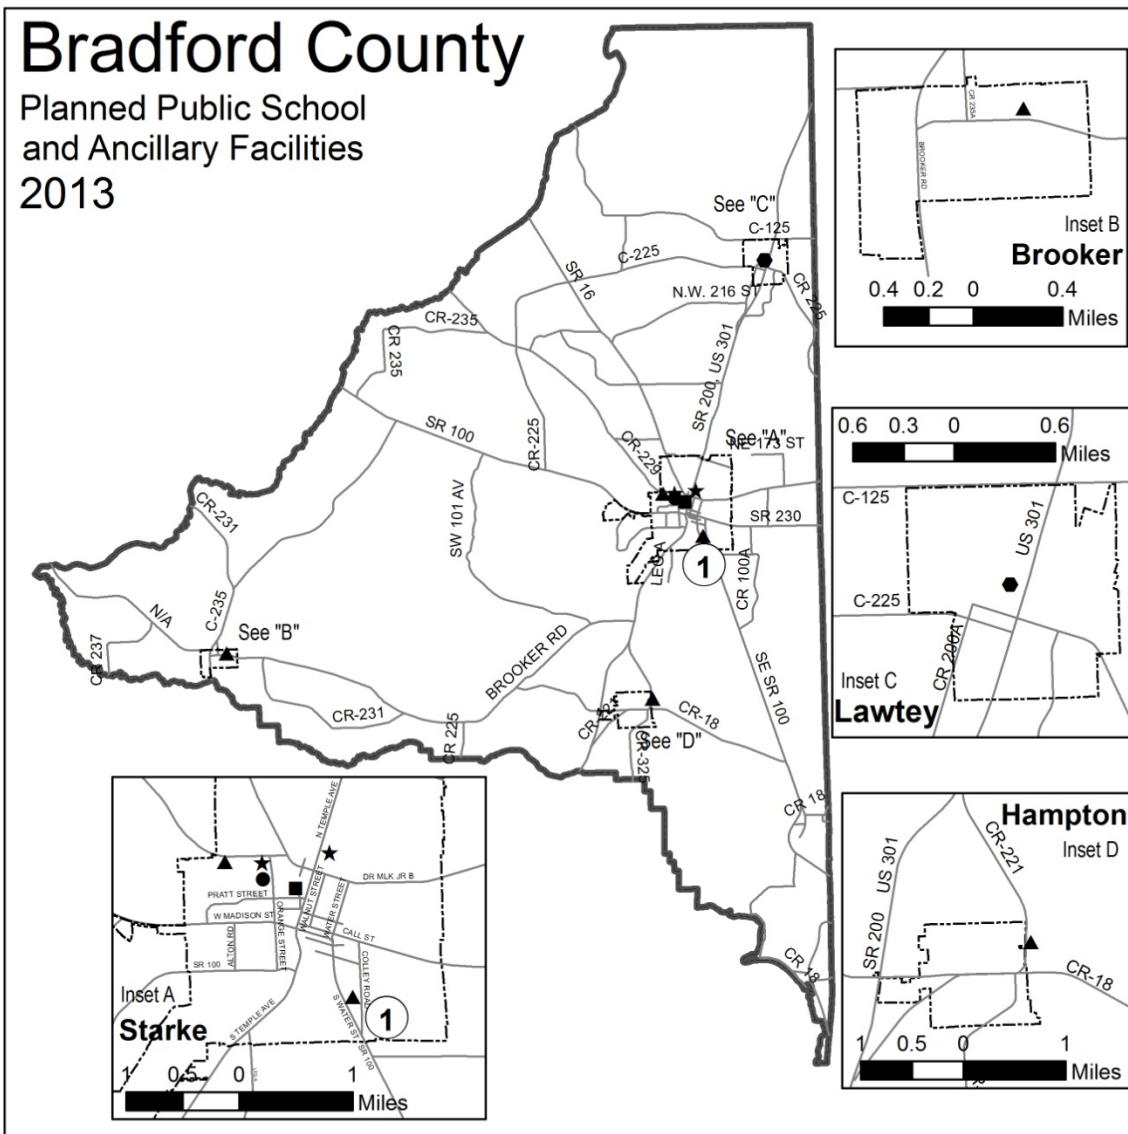 Bradford County
Planned Public School
and Ancillary Facilities
2013
See "C"
C-125
C-225
SR 16
N.W. 216 ST
CR 225
CR-235
CR 235
SR 200, US 301
SR 100
CR-225
CR-229
See "A"
NE 173 ST
SW 101 AV
SR 230
CR-231
1
CR 100A
N/A
C-235
See "B"
CR 237
BROOKER RD
SE SR 100
CR-231
CR 225
CR-18
See "D"
CR 18
CR 18
CR 235A
BROOKER RD
Inset B
Brooker
0.4 0.2 0 0.4
Miles
0.6 0.3 0 0.6
Miles
C-125
US 301
C-225
CR 200A
Inset C
Lawtey
Hampton
Inset D
CR-221
US 301
SR 200
CR-18
1 0.5 0 1
Miles
N TEMPLE AVE
DR MLK JR B
PRATT STREET
WALNUT STREET
WATER STREET
W MADISON ST
ORANGE STREET
CALL ST
ALTON RD
SR 100
COLLEY ROAD
Inset A
Starke
S TEMPLE AVE
S WATER ST, SR 100
1
1 0.5 0 1
Miles